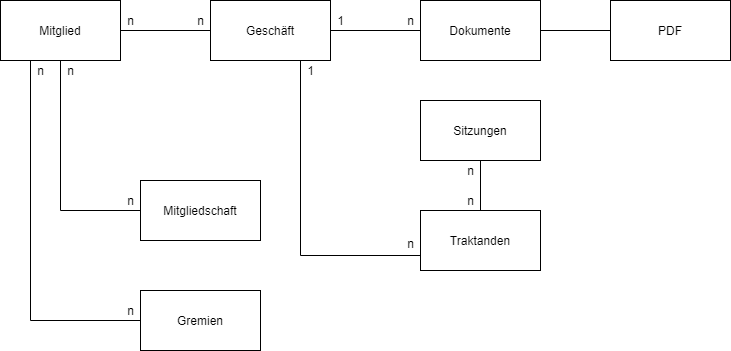 Mitglied
n
n
Geschäft
1
n
Dokumente
PDF
n
n
1
Sitzungen
n
n
n
Mitgliedschaft
n
Traktanden
n
Gremien